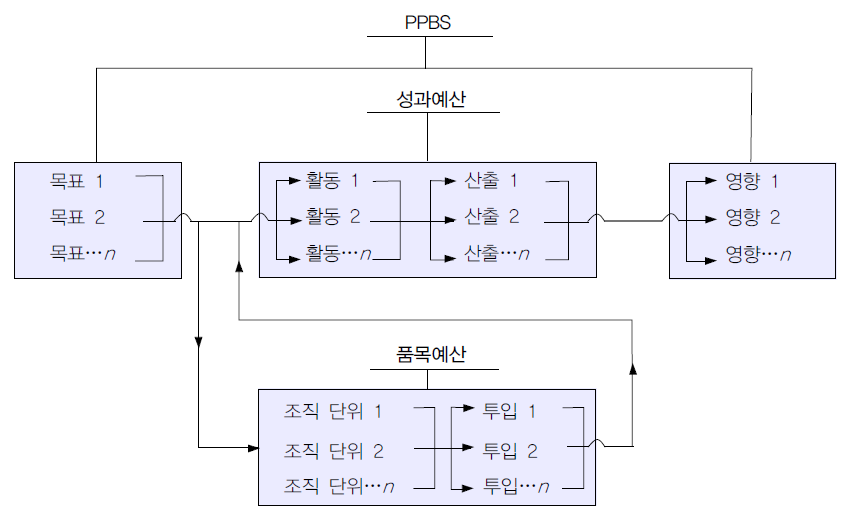 PPBS
성과예산
목표 1
목표 2
목표…n
활동 1
활동 2
활동…n
산출 1
산출 2
산출…n
영향 1
영향 2
영향…n
품목예산
조직 단위 1
조직 단위 2
조직 단위…n
투입 1
투입 2
투입…n